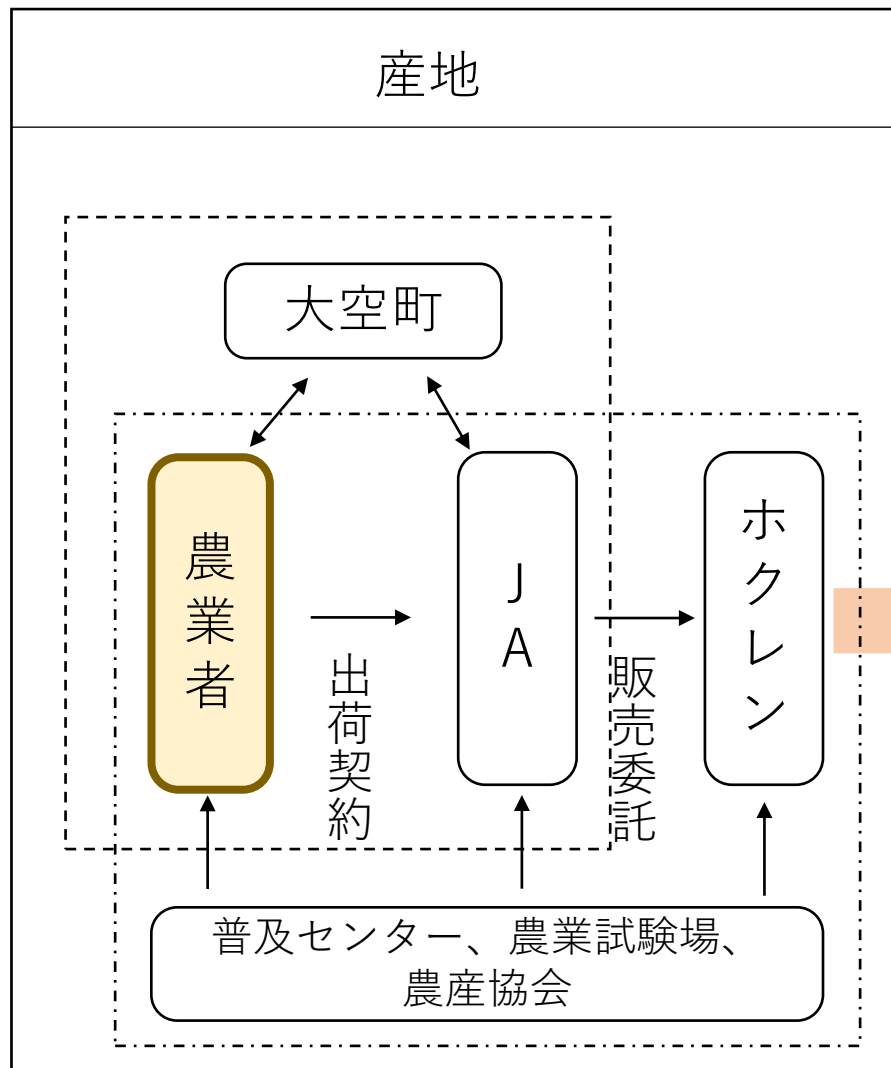 産地
大空町
農業者
出荷契約
JA
販売委託
ホクレン
普及センター、農業試験場、
農産協会